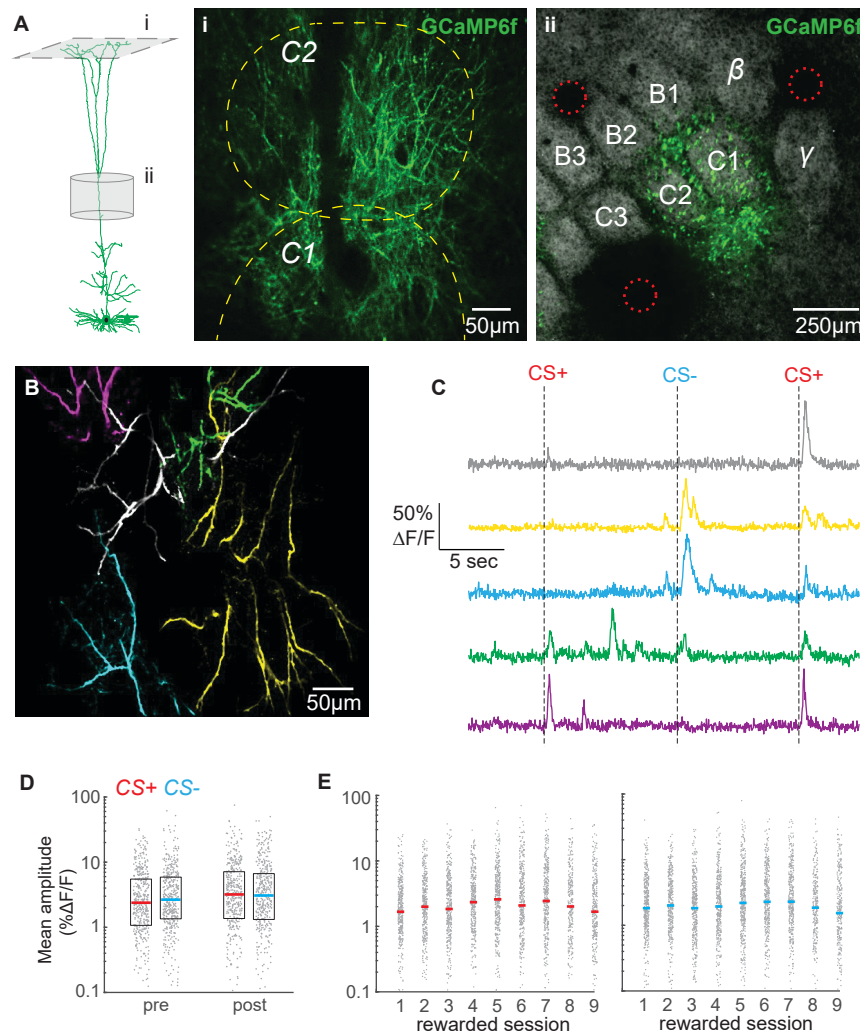 A
i
ii
i
GCaMP6f
C2
C1
50µm
ii
GCaMP6f
β
B1
B2
B3
C1
γ
C2
C3
250µm
B
50µm
C
CS+
CS-
CS+
50%
ΔF/F
5 sec
D
CS+ CS-
Mean amplitude
(%ΔF/F)
100
10
1
0.1
pre
post
E
100
10
1
0.1
1 2 3 4 5 6 7 8 9
rewarded session
1 2 3 4 5 6 7 8 9
rewarded session